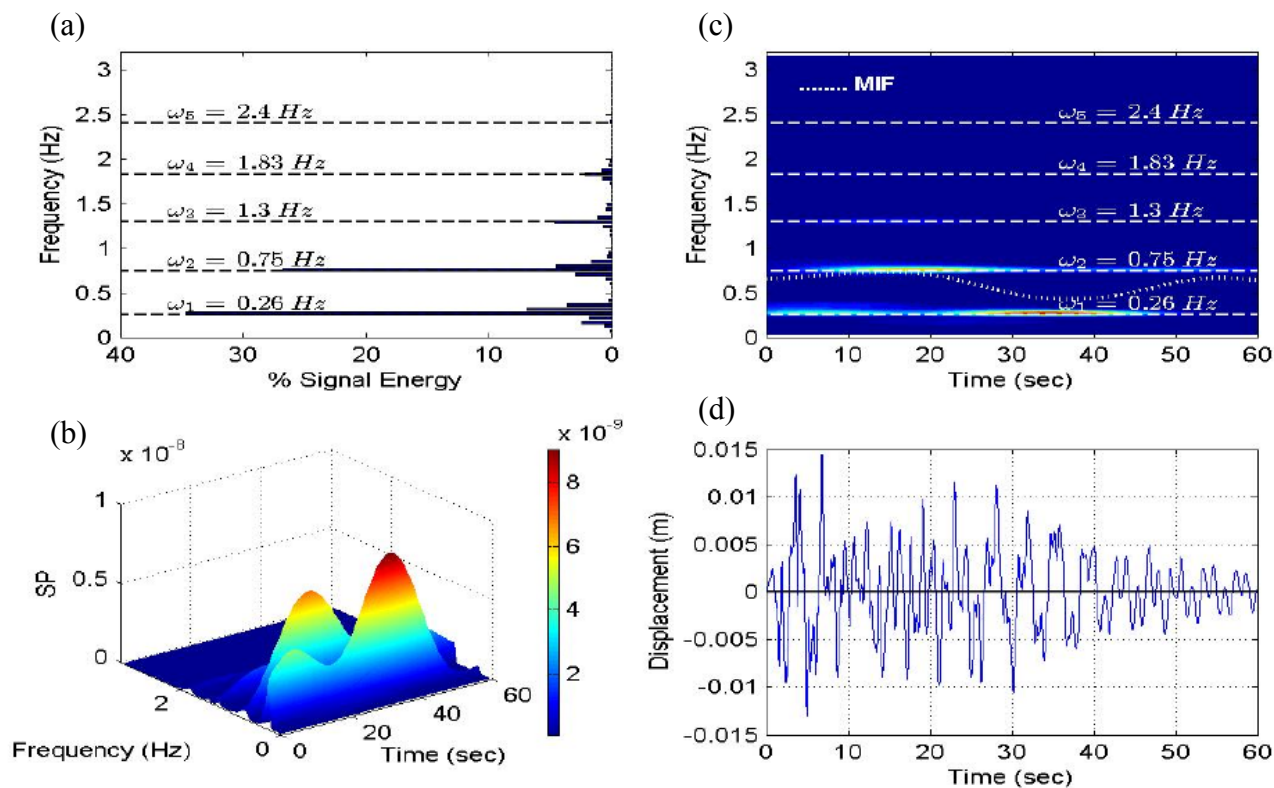 (a)
3
2.5
2
1.5
1
0.5
0
Frequency (Hz)
ω₅ = 2.4 Hz
ω₄ = 1.83 Hz
ω₃ = 1.3 Hz
ω₂ = 0.75 Hz
ω₁ = 0.26 Hz
40 30 20 10 0
% Signal Energy
(c)
3
2.5
2
1.5
1
0.5
0
Frequency (Hz)
MIF
ω₅ = 2.4 Hz
ω₄ = 1.83 Hz
ω₃ = 1.3 Hz
ω₂ = 0.75 Hz
ω₁ = 0.26 Hz
0 10 20 30 40 50 60
Time (sec)
(b)
x 10⁻⁸
1
0.5
0
SP
2
0
Frequency (Hz)
0
20
40
60
Time (sec)
x 10⁻⁹
8
6
4
2
(d)
0.015
0.01
0.005
0
-0.005
-0.01
-0.015
Displacement (m)
0 10 20 30 40 50 60
Time (sec)